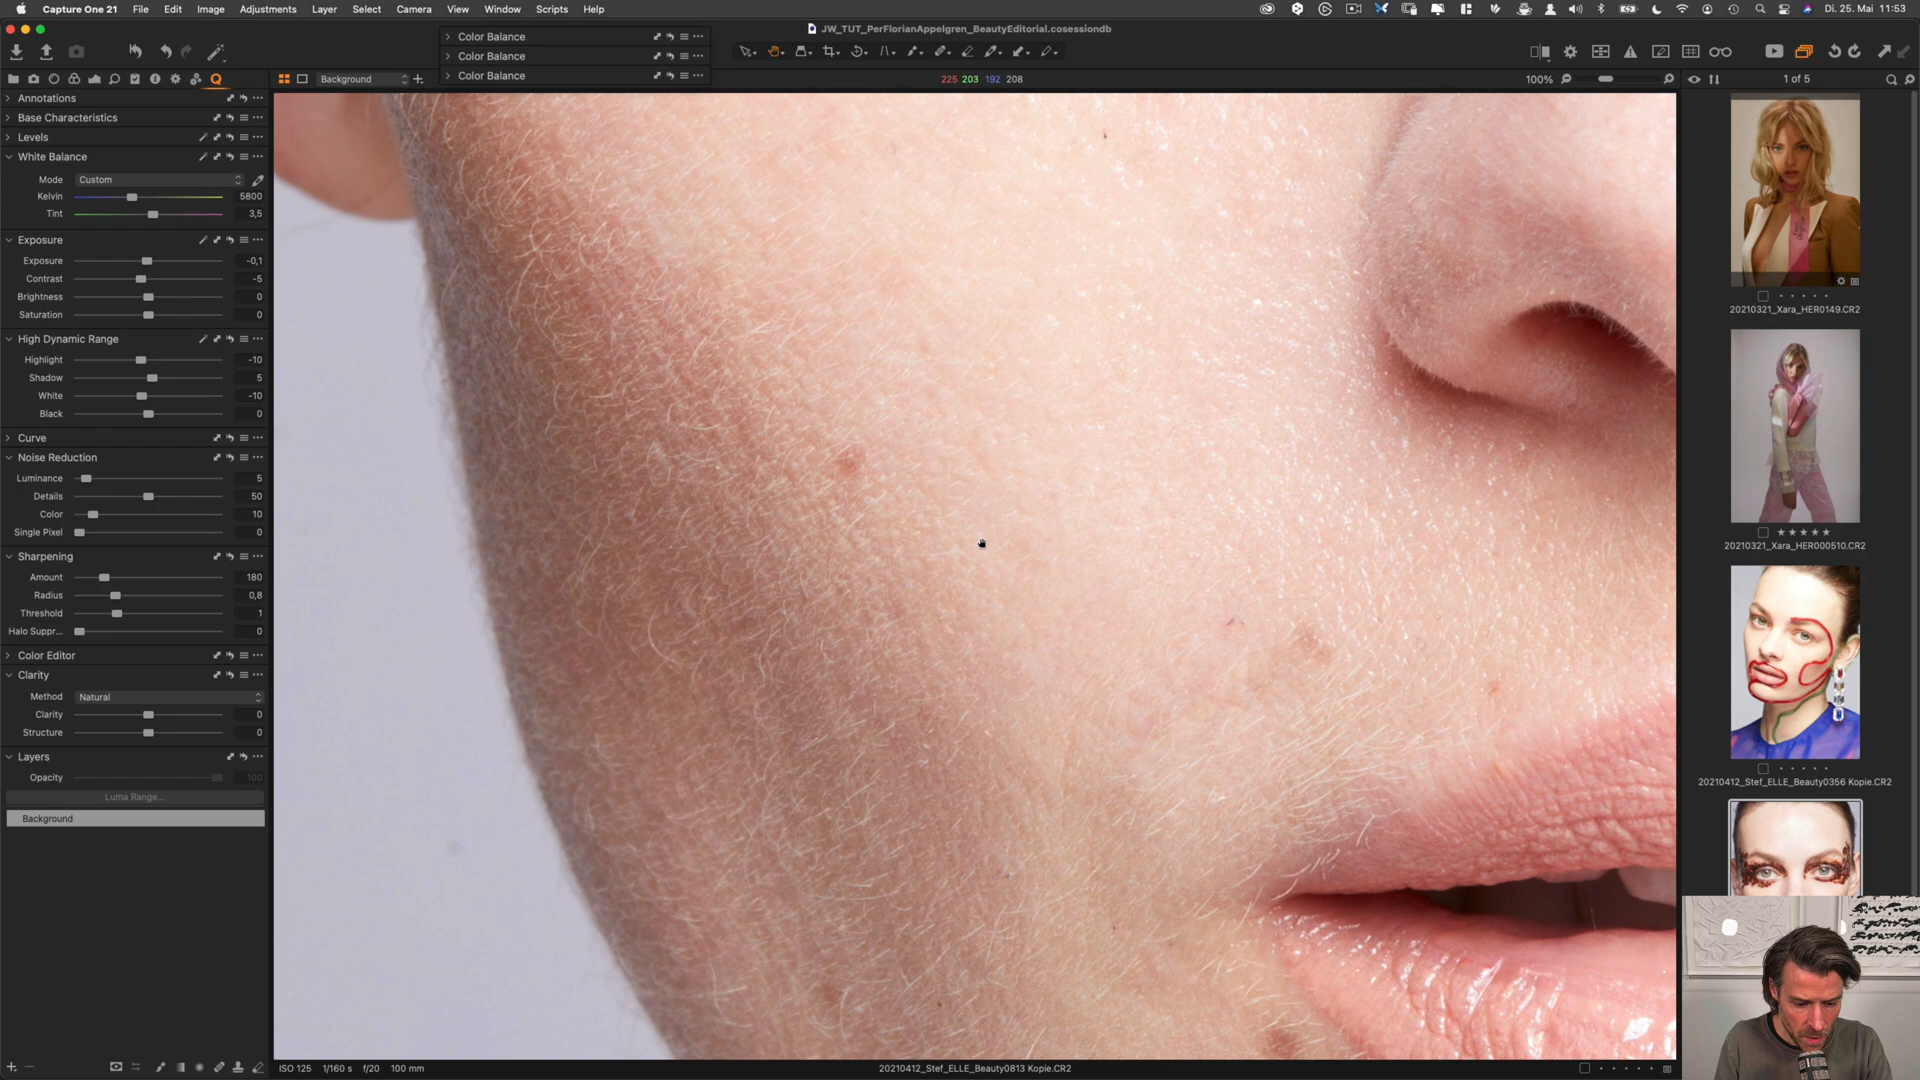 Capture One 21 File Edit Image Adjustments Layer Select Camera View Window Scripts Help Di. 25. Mai 11:53
JW_TUT_PerFlorianAppelgren_BeautyEditorial.cosessiondb
Color Balance
Color Balance
Color Balance
Background
225 203 192 208
100%
1 of 5
Annotations
Base Characteristics
Levels
White Balance
Mode Custom
Kelvin 5800
Tint 3,5
Exposure
Exposure -0,1
Contrast -5
Brightness 0
Saturation 0
High Dynamic Range
Highlight -10
Shadow 5
White -10
Black 0
Curve
Noise Reduction
Luminance 5
Details 50
Color 10
Single Pixel 0
Sharpening
Amount 180
Radius 0,8
Threshold 1
Halo Suppr... 0
Color Editor
Clarity
Method Natural
Clarity 0
Structure 0
Layers
Opacity 100
Luma Range...
Background
20210321_Xara_HER0149.CR2
20210321_Xara_HER000510.CR2
20210412_Stef_ELLE_Beauty0356 Kopie.CR2
ISO 125 1/160 s f/20 100 mm
20210412_Stef_ELLE_Beauty0813 Kopie.CR2